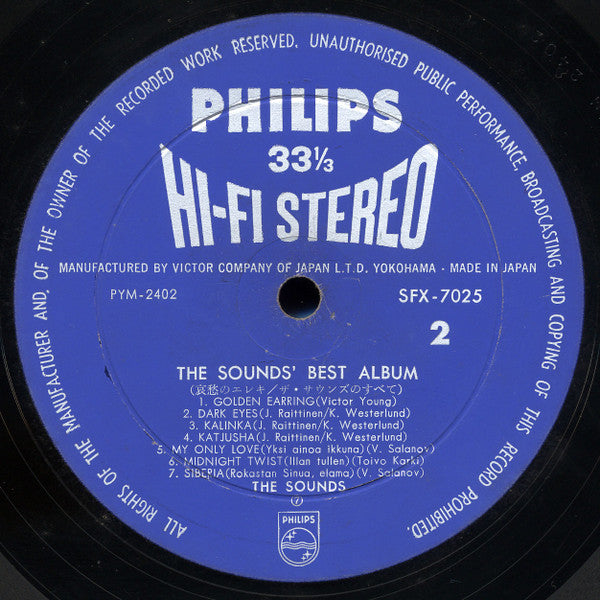 ALL RIGHTS OF THE MANUFACTURER AND, OF THE OWNER OF THE RECORDED WORK RESERVED. UNAUTHORISED PUBLIC PERFORMANCE, BROADCASTING AND COPYING OF THIS RECORD PROHIBITED.
PHILIPS
33⅓
HI-FI STEREO
MANUFACTURED BY VICTOR COMPANY OF JAPAN L.T.D. YOKOHAMA - MADE IN JAPAN
PYM-2402
SFX-7025
2
THE SOUNDS' BEST ALBUM
(哀愁のエレキ/ザ・サウンズのすべて)
1. GOLDEN EARRING(Victor Young)
2. DARK EYES(J. Raittinen/K. Westerlund)
3. KALINKA(J. Raittinen/K. Westerlund)
4. KATJUSHA(J. Raittinen/K. Westerlund)
5. MY ONLY LOVE(Yksi ainoa ikkuna)(V. Salanov)
6. MIDNIGHT TWIST(Illan tullen)(Toivo Karki)
7. SIBERIA(Rokastan Sinua, elama)(V. Salanov)
THE SOUNDS
7
PHILIPS